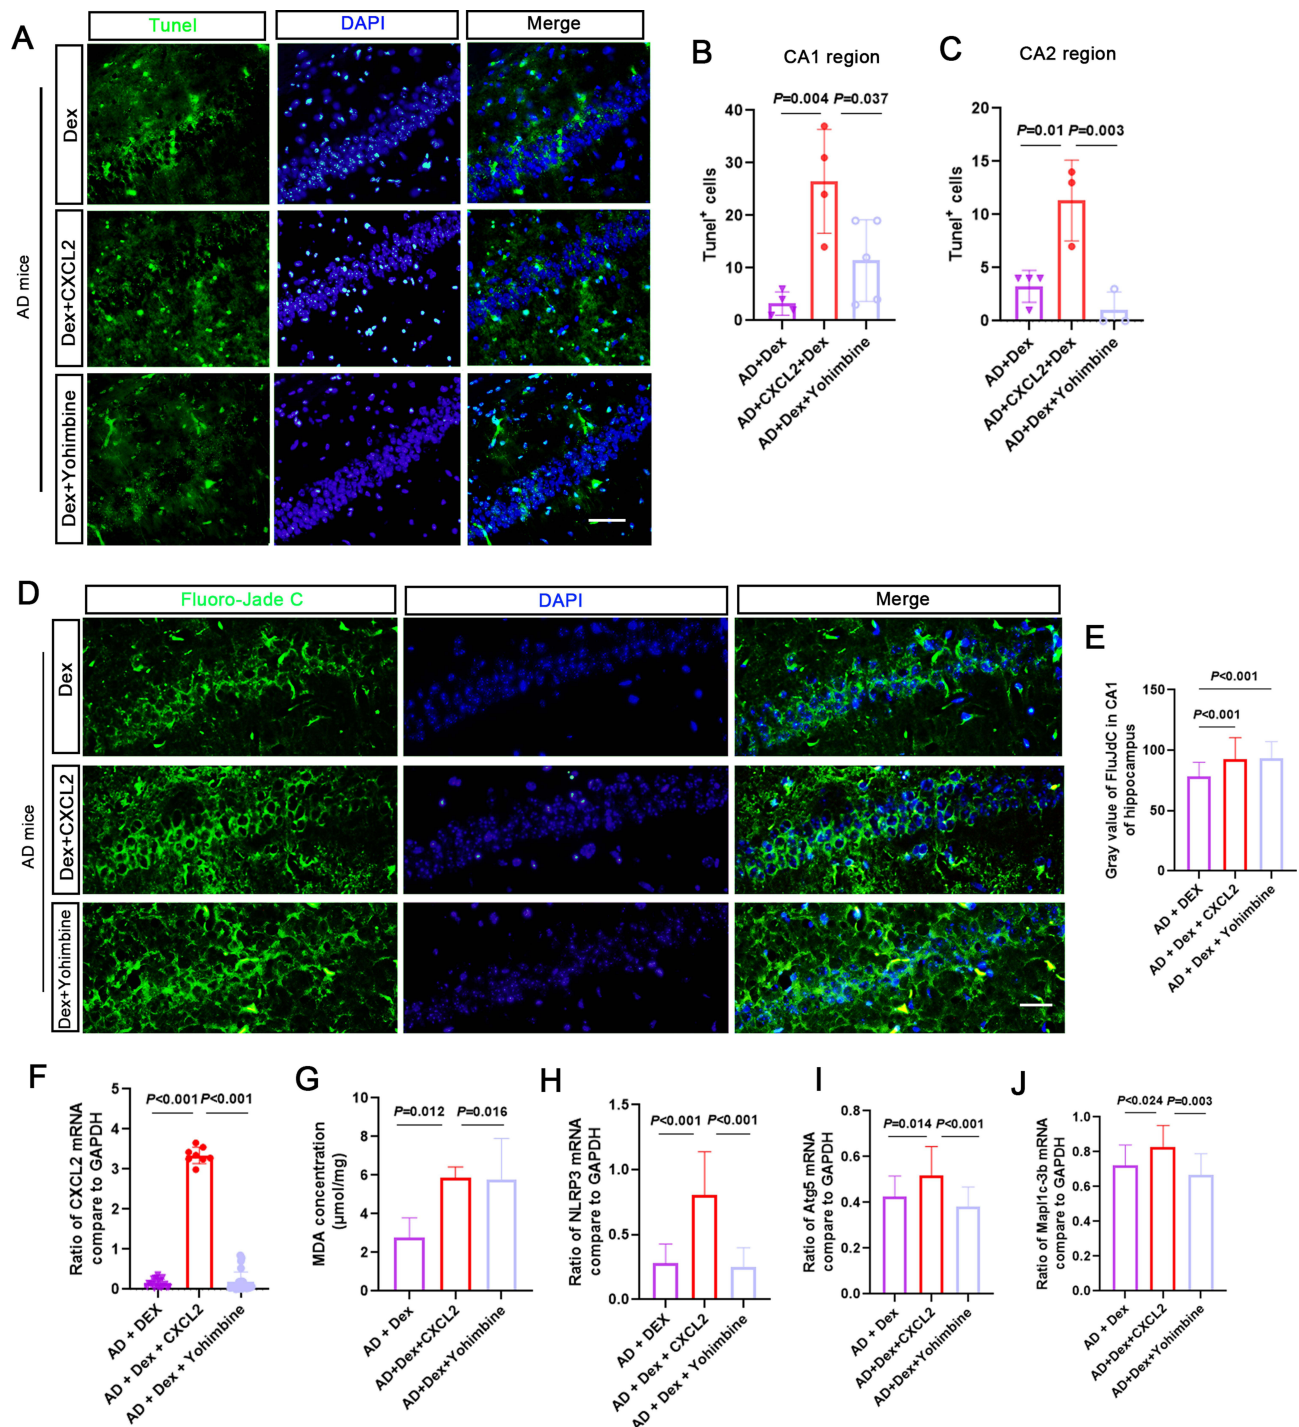 A
Tunel
DAPI
Merge
AD mice
Dex
Dex+CXCL2
Dex+Yohimbine
B
CA1 region
P=0.004
P=0.037
Tunel+ cells
40
30
20
10
0
AD+Dex
AD+CXCL2+Dex
AD+Dex+Yohimbine
C
CA2 region
P=0.01
P=0.003
Tunel+ cells
20
15
10
5
0
AD+Dex
AD+CXCL2+Dex
AD+Dex+Yohimbine
D
Fluoro-Jade C
DAPI
Merge
AD mice
Dex
Dex+CXCL2
Dex+Yohimbine
E
P<0.001
P<0.001
Gray value of FluJdC in CA1
of hippocampus
150
100
50
0
AD + DEX
AD + Dex + CXCL2
AD + Dex + Yohimbine
F
P<0.001
P<0.001
Ratio of CXCL2 mRNA
compare to GAPDH
5
4
3
2
1
0
AD + DEX
AD + Dex + CXCL2
AD + Dex + Yohimbine
G
P=0.012
P=0.016
MDA concentration
(μmol/mg)
10
8
6
4
2
0
AD + Dex
AD+Dex+CXCL2
AD+Dex+Yohimbine
H
P<0.001
P<0.001
Ratio of NLRP3 mRNA
compare to GAPDH
1.5
1.0
0.5
0.0
AD + DEX
AD + Dex + CXCL2
AD + Dex + Yohimbine
I
P=0.014
P<0.001
Ratio of Atg5 mRNA
compare to GAPDH
0.8
0.6
0.4
0.2
0.0
AD + Dex
AD+Dex+CXCL2
AD+Dex+Yohimbine
J
P<0.024
P=0.003
Ratio of Mapl1c-3b mRNA
compare to GAPDH
1.0
0.8
0.6
0.4
0.2
0.0
AD + Dex
AD+Dex+CXCL2
AD+Dex+Yohimbine